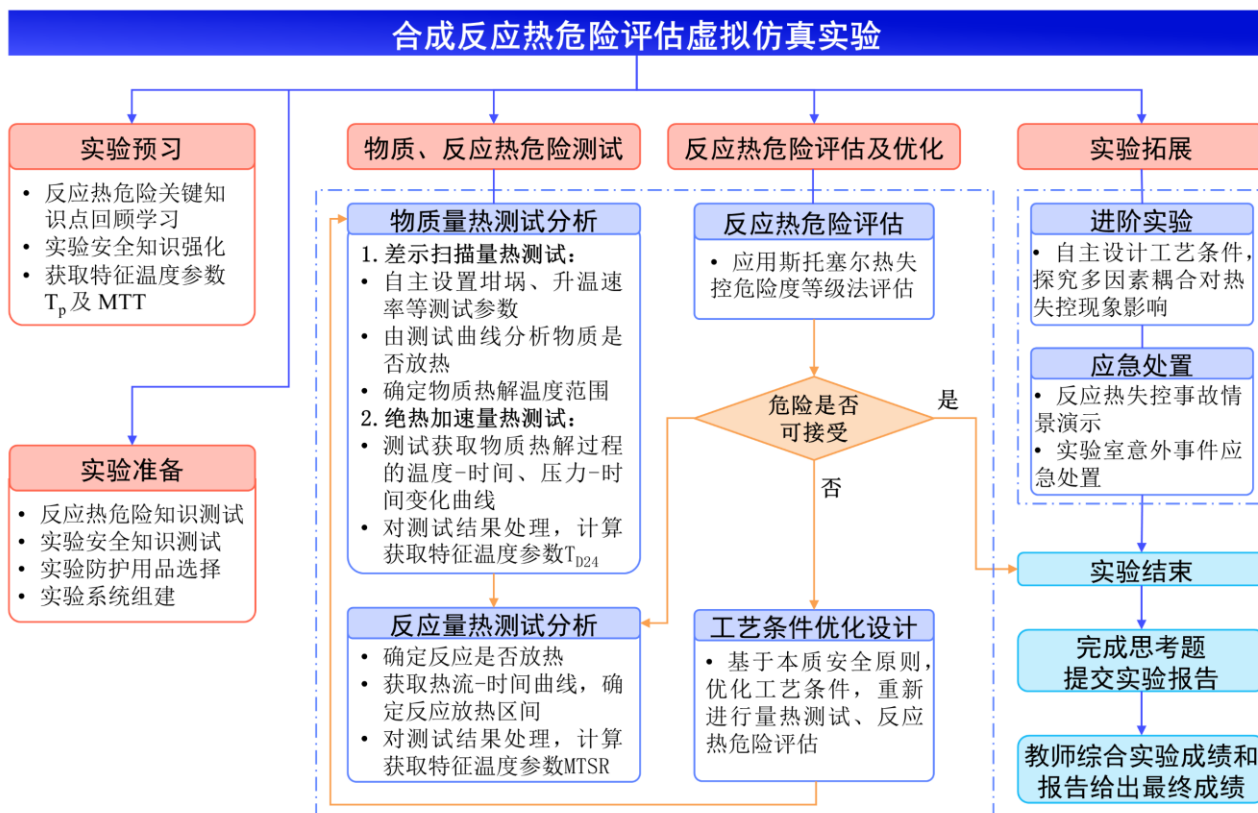 合成反应热危险评估虚拟仿真实验
实验预习
• 反应热危险关键知
识点回顾学习
• 实验安全知识强化
• 获取特征温度参数
Tp及 MTT
实验准备
• 反应热危险知识测试
• 实验安全知识测试
• 实验防护用品选择
• 实验系统组建
物质、反应热危险测试
物质量热测试分析
1. 差示扫描量热测试：
• 自主设置坩埚、升温速
率等测试参数
• 由测试曲线分析物质是
否放热
• 确定物质热解温度范围
2. 绝热加速量热测试：
• 测试获取物质热解过程
的温度-时间、压力-时
间变化曲线
• 对测试结果处理，计算
获取特征温度参数TD24
反应量热测试分析
• 确定反应是否放热
• 获取热流-时间曲线，确
定反应放热区间
• 对测试结果处理，计算
获取特征温度参数MTSR
反应热危险评估及优化
反应热危险评估
• 应用斯托塞尔热失
控危险度等级法评估
危险是否
可接受
是
否
工艺条件优化设计
• 基于本质安全原则，
优化工艺条件，重新
进行量热测试、反应
热危险评估
实验拓展
进阶实验
• 自主设计工艺条件，
探究多因素耦合对热
失控现象影响
应急处置
• 反应热失控事故情
景演示
• 实验室意外事件应
急处置
实验结束
完成思考题
提交实验报告
教师综合实验成绩和
报告给出最终成绩